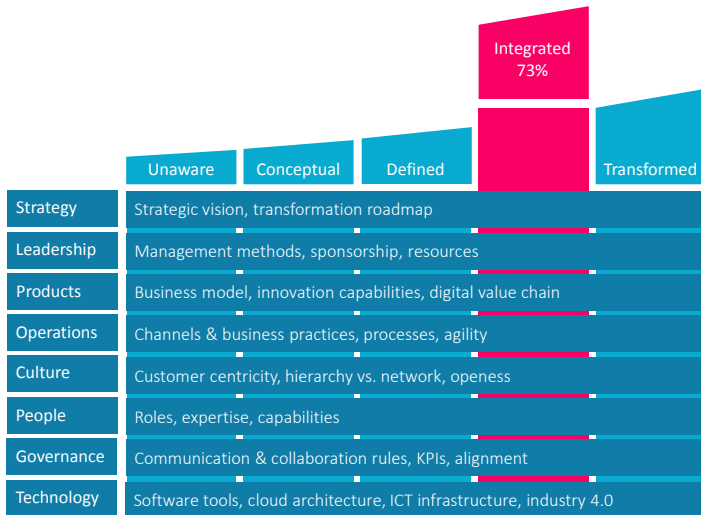 Integrated
73%
Unaware
Conceptual
Defined
Transformed
Strategy
Strategic vision, transformation roadmap
Leadership
Management methods, sponsorship, resources
Products
Business model, innovation capabilities, digital value chain
Operations
Channels & business practices, processes, agility
Culture
Customer centricity, hierarchy vs. network, openess
People
Roles, expertise, capabilities
Governance
Communication & collaboration rules, KPIs, alignment
Technology
Software tools, cloud architecture, ICT infrastructure, industry 4.0